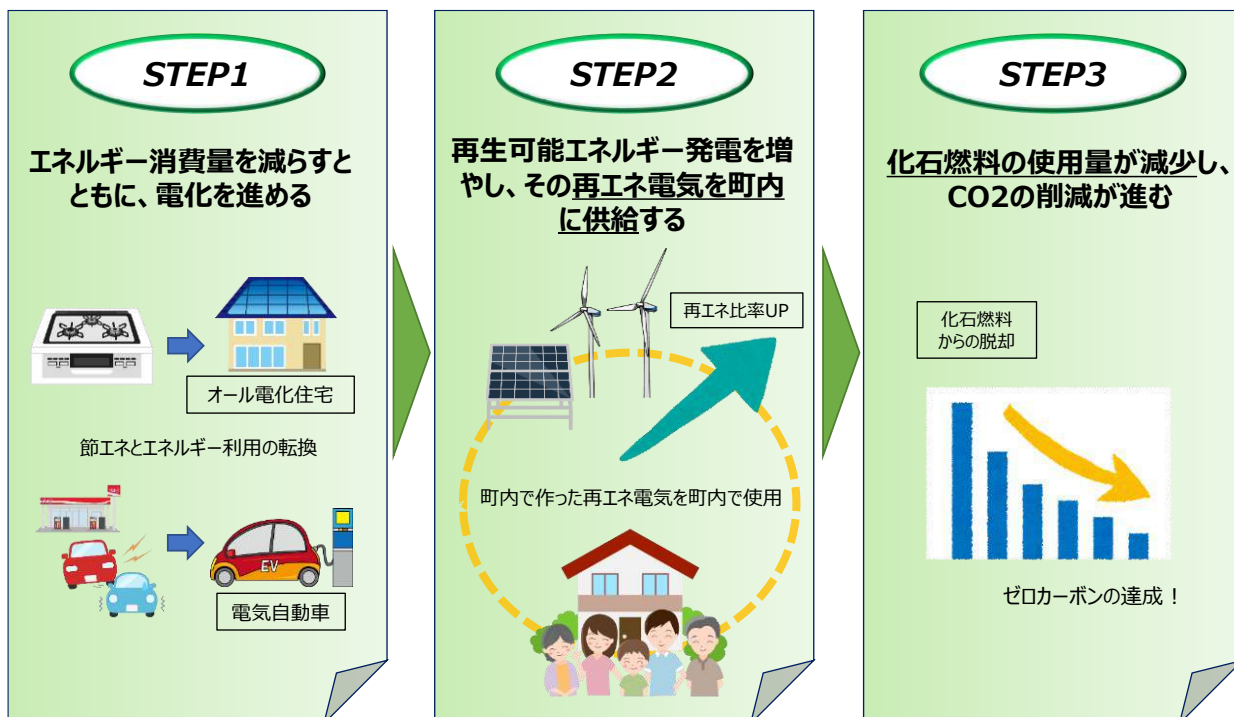 STEP1
エネルギー消費量を減らすと
ともに、電化を進める
オール電化住宅
節エネとエネルギー利用の転換
EV
電気自動車
STEP2
再生可能エネルギー発電を増
やし、その再エネ電気を町内
に供給する
再エネ比率UP
町内で作った再エネ電気を町内で使用
STEP3
化石燃料の使用量が減少し、
CO2の削減が進む
化石燃料
からの脱却
ゼロカーボンの達成！